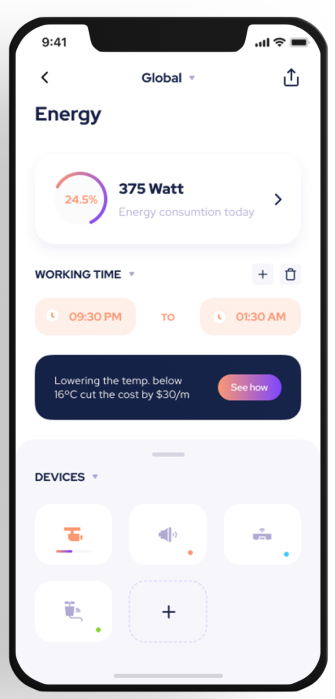 9:41
Global
Energy
24.5%
375 Watt
Energy consumtion today
WORKING TIME
09:30 PM TO 01:30 AM
Lowering the temp. below
16ºC cut the cost by $30/m
See how
DEVICES